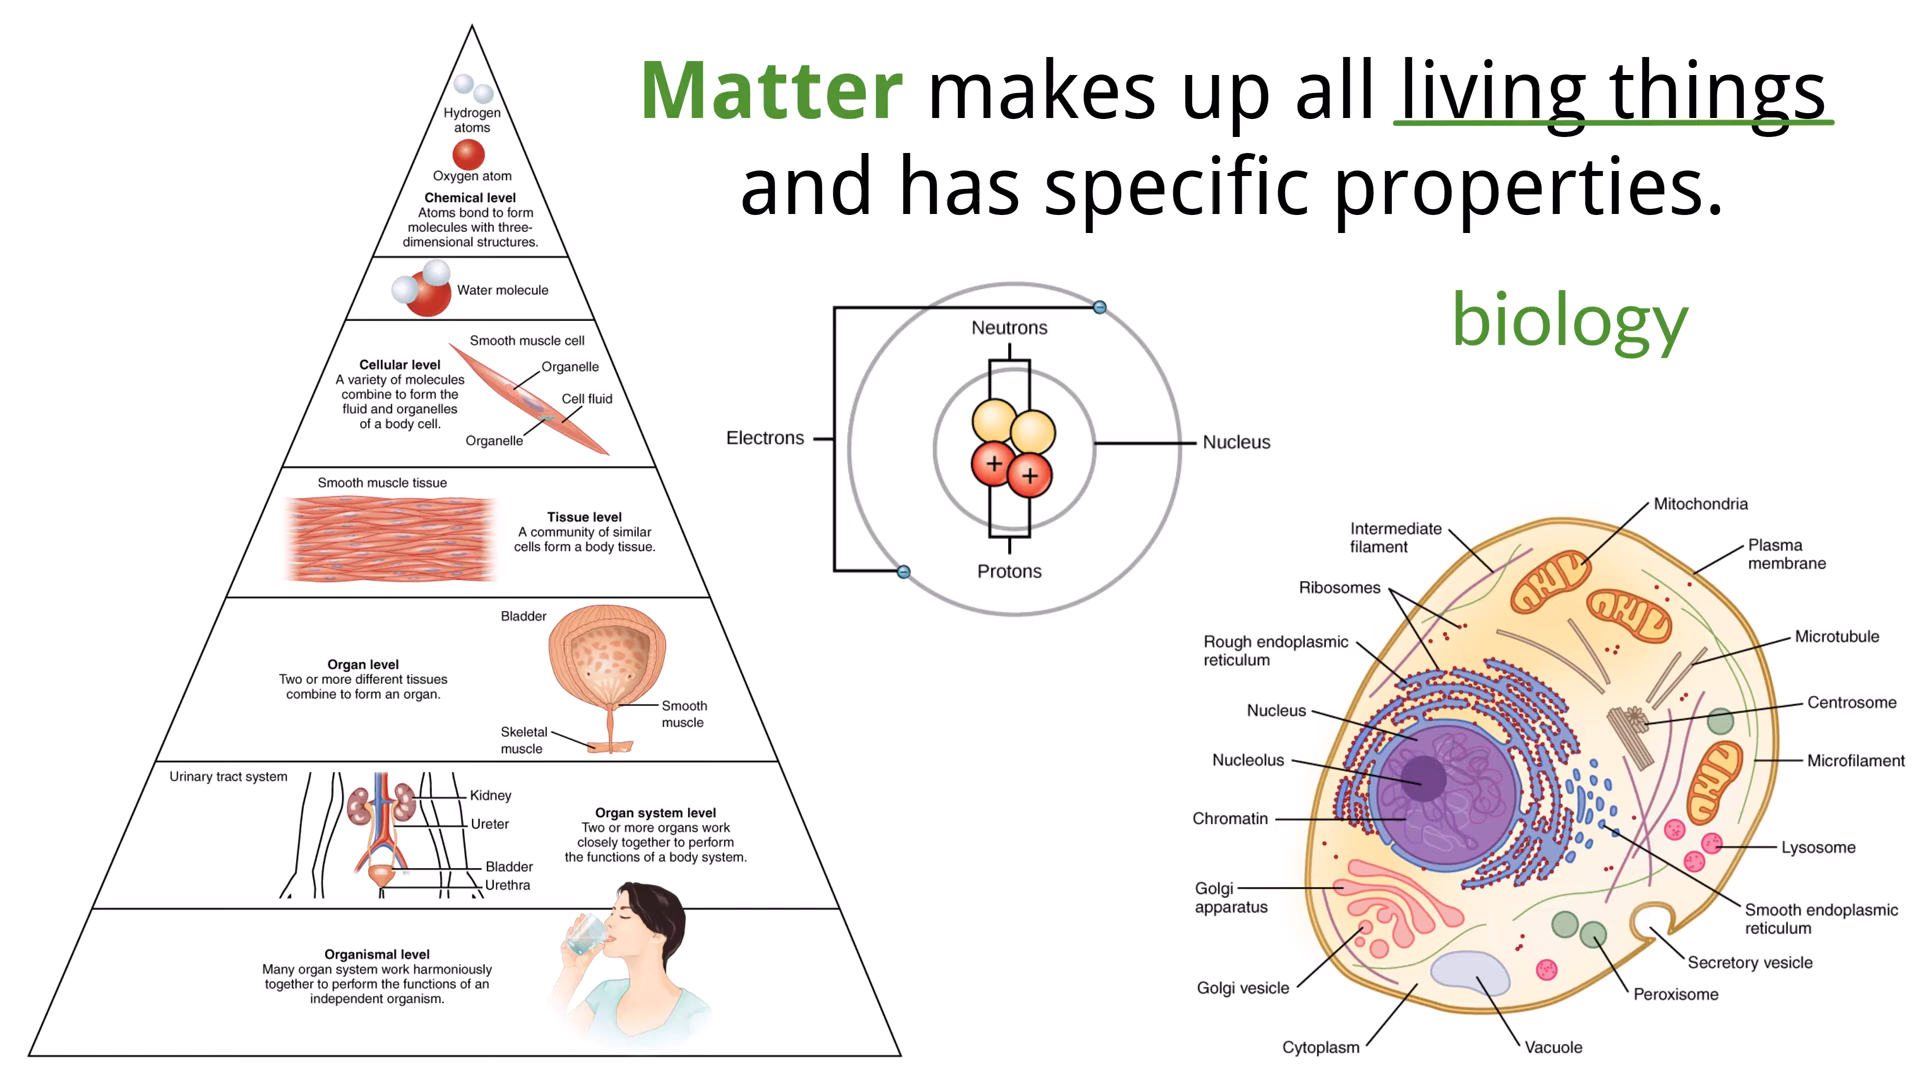 Matter makes up all living things
and has specific properties.
biology
Hydrogen
atoms
Oxygen atom
Chemical level
Atoms bond to form
molecules with three-
dimensional structures.
Water molecule
Smooth muscle cell
Organelle
Cell fluid
Organelle
Cellular level
A variety of molecules
combine to form the
fluid and organelles
of a body cell.
Smooth muscle tissue
Tissue level
A community of similar
cells form a body tissue.
Bladder
Organ level
Two or more different tissues
combine to form an organ.
Smooth
muscle
Skeletal
muscle
Urinary tract system
Kidney
Ureter
Bladder
Urethra
Organ system level
Two or more organs work
closely together to perform
the functions of a body system.
Organismal level
Many organ system work harmoniously
together to perform the functions of an
independent organism.
Neutrons
Electrons
Nucleus
Protons
+
+
-
-
Mitochondria
Intermediate
filament
Plasma
membrane
Ribosomes
Rough endoplasmic
reticulum
Microtubule
Nucleus
Centrosome
Nucleolus
Microfilament
Chromatin
Lysosome
Golgi
apparatus
Smooth endoplasmic
reticulum
Secretory vesicle
Golgi vesicle
Peroxisome
Cytoplasm
Vacuole